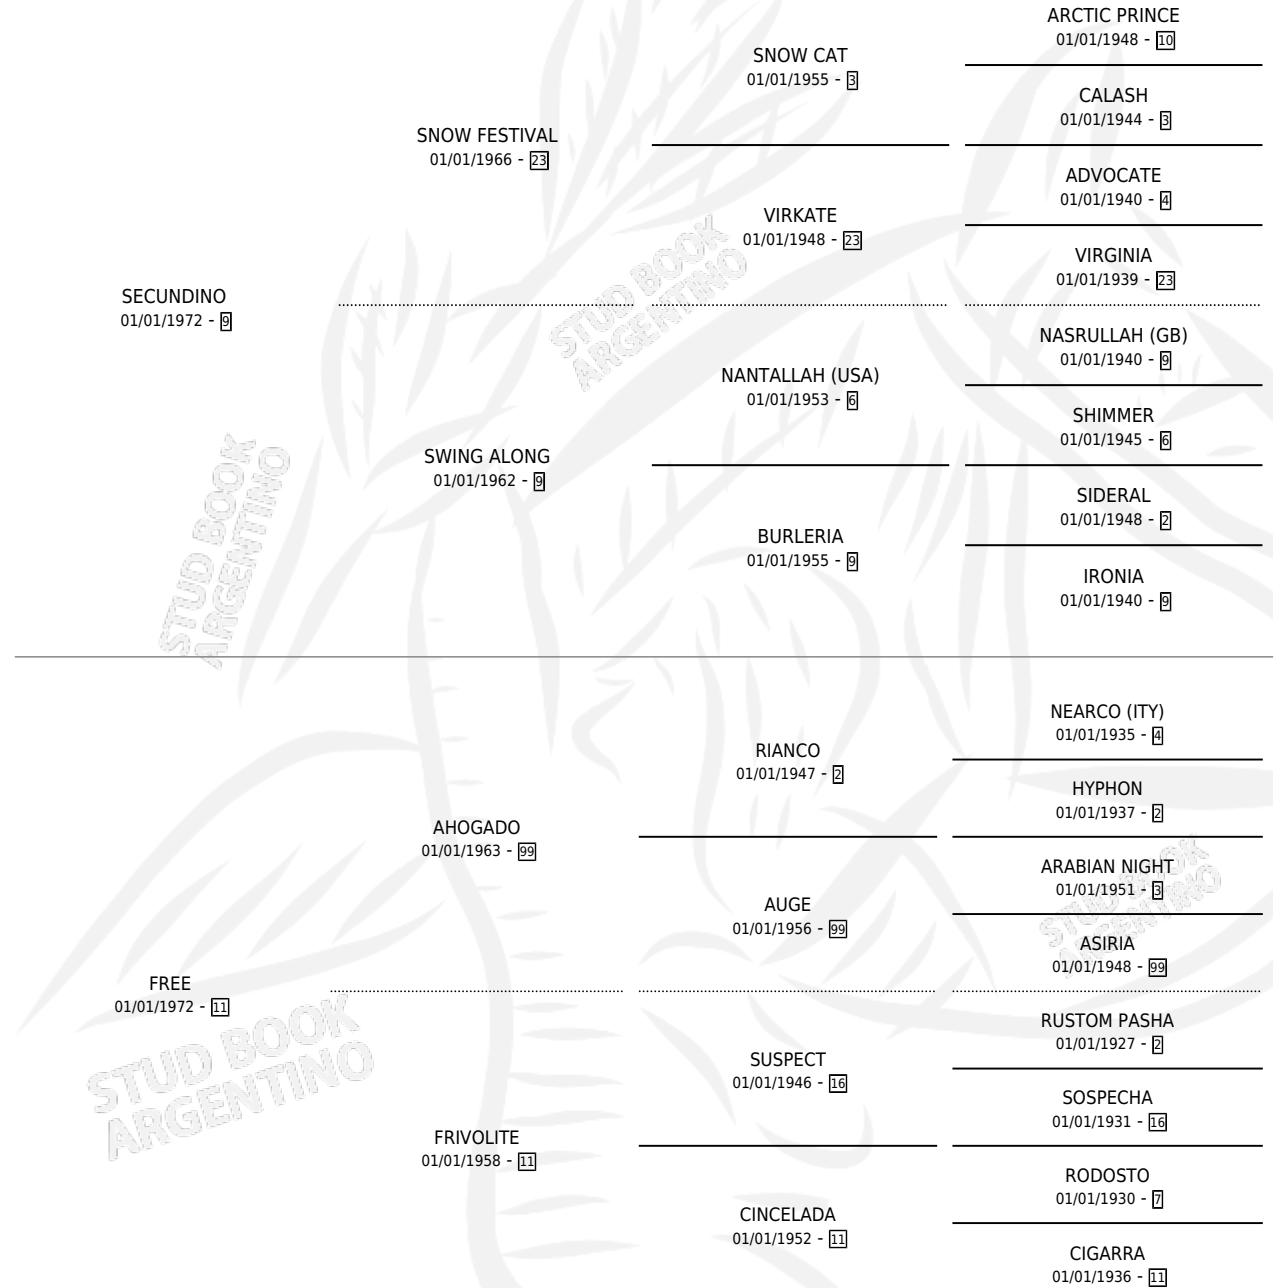 ARCTIC PRINCE
01/01/1948 - 10
SNOW CAT
01/01/1955 - 3
CALASH
01/01/1944 - 3
SNOW FESTIVAL
01/01/1966 - 23
ADVOCATE
01/01/1940 - 4
VIRKATE
01/01/1948 - 23
VIRGINIA
01/01/1939 - 23
SECUNDINO
01/01/1972 - 9
NASRULLAH (GB)
01/01/1940 - 9
NANTALLAH (USA)
01/01/1953 - 6
SHIMMER
01/01/1945 - 6
SWING ALONG
01/01/1962 - 9
SIDERAL
01/01/1948 - 2
BURLERIA
01/01/1955 - 9
IRONIA
01/01/1940 - 9
STUD BOOK
ARGENTINO
STUD BOOK
ARGENTINO
NEARCO (ITY)
01/01/1935 - 4
RIANCO
01/01/1947 - 2
HYPHON
01/01/1937 - 2
AHOGADO
01/01/1963 - 99
ARABIAN NIGHT
01/01/1951 - 3
AUGE
01/01/1956 - 99
ASIRIA
01/01/1948 - 99
STUD BOOK
ARGENTINO
FREE
01/01/1972 - 11
RUSTOM PASHA
01/01/1927 - 2
SUSPECT
01/01/1946 - 16
SOSPECHA
01/01/1931 - 16
STUD BOOK
ARGENTINO
FRIVOLITE
01/01/1958 - 11
RODOSTO
01/01/1930 - 7
CINCELADA
01/01/1952 - 11
CIGARRA
01/01/1936 - 11